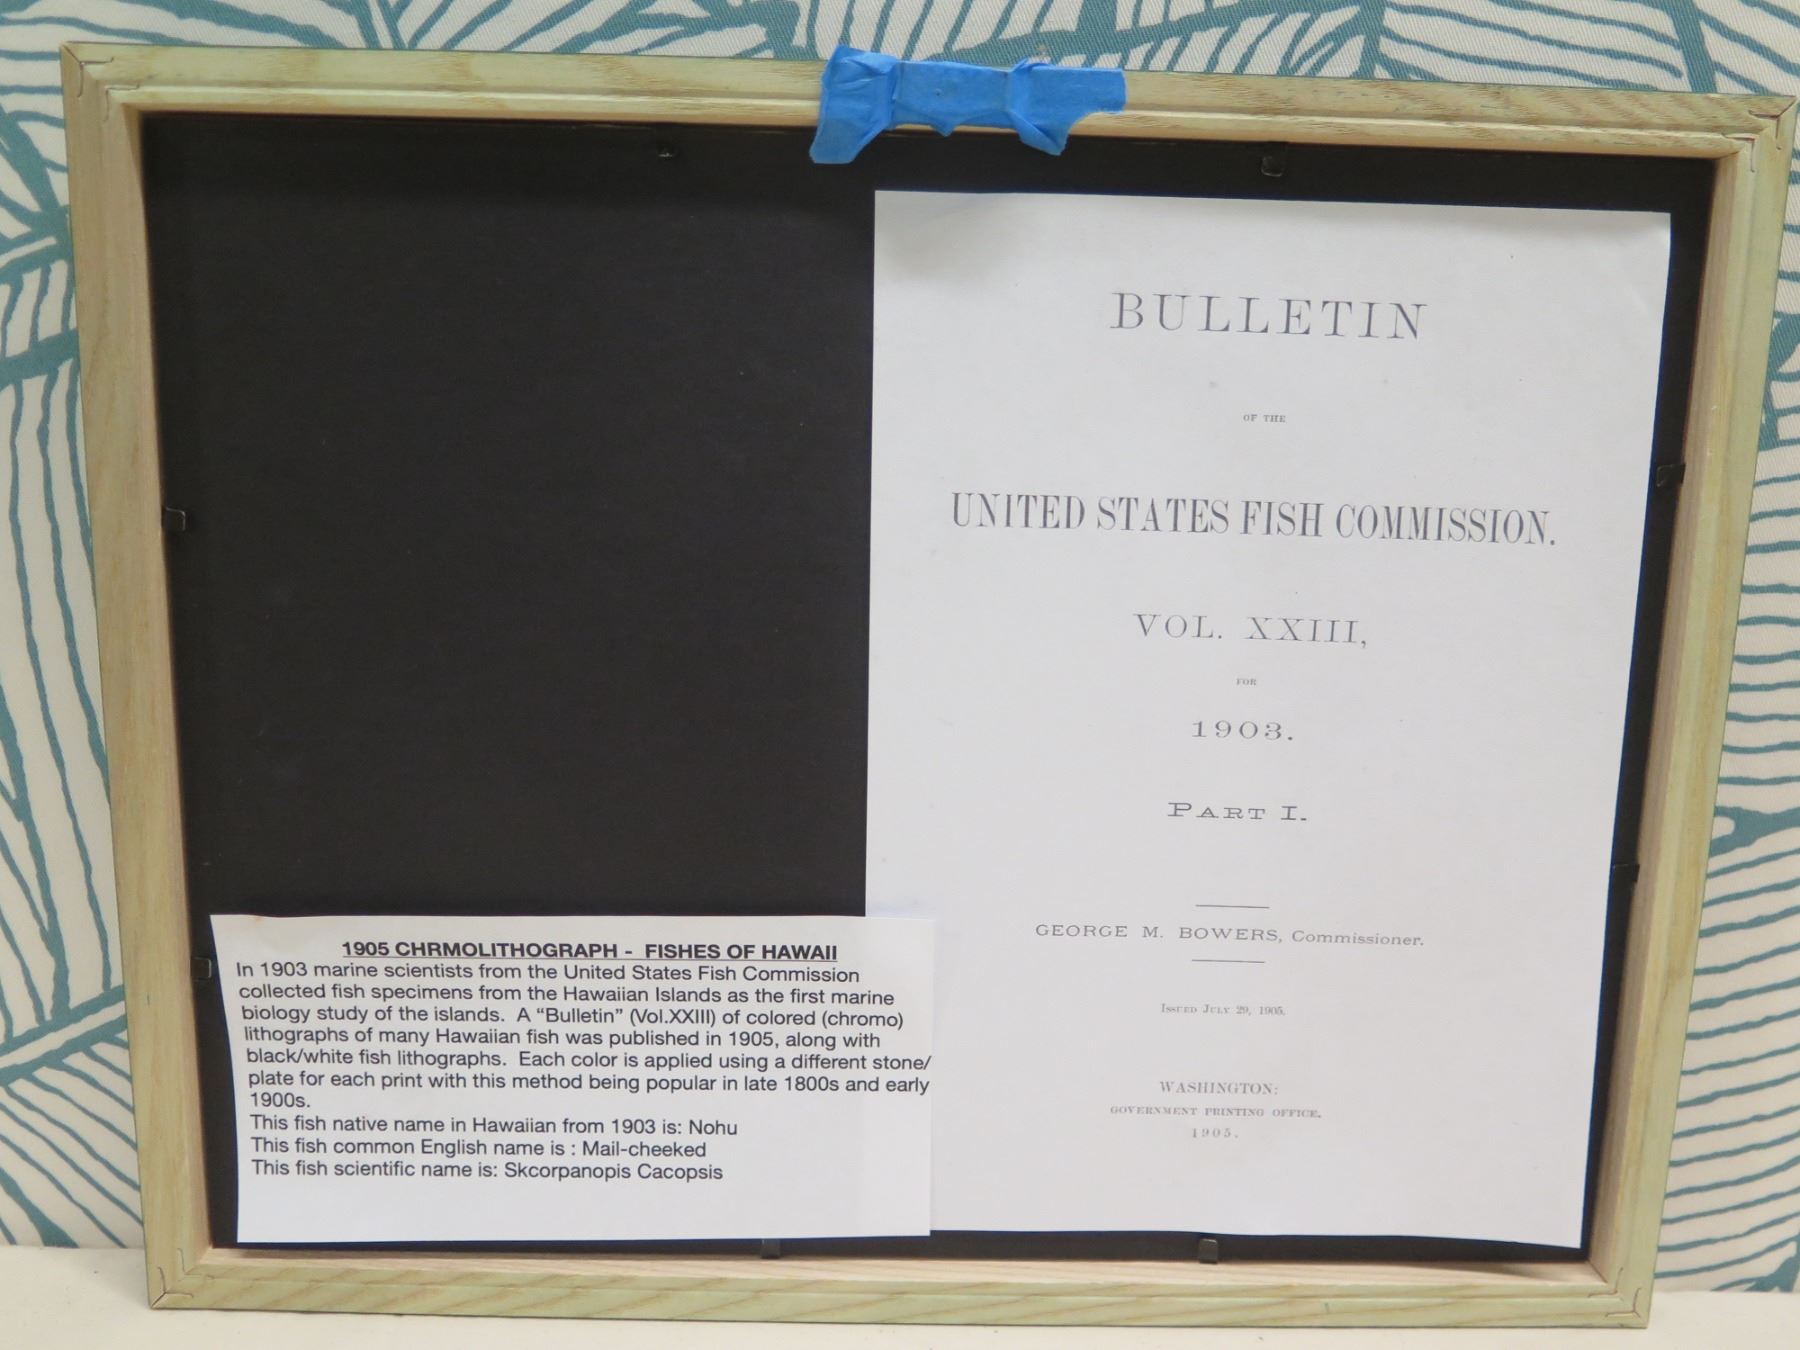 BULLETIN
OF THE
UNITED STATES FISH COMMISSION.
VOL. XXIII,
FOR
1903.
PART I.
GEORGE M. BOWERS, Commissioner.
ISSUED JULY 29, 1905.
WASHINGTON:
GOVERNMENT PRINTING OFFICE.
1905.
1905 CHRMOLITHOGRAPH - FISHES OF HAWAII
In 1903 marine scientists from the United States Fish Commission
collected fish specimens from the Hawaiian Islands as the first marine
biology study of the islands. A “Bulletin” (Vol.XXIII) of colored (chromo)
lithographs of many Hawaiian fish was published in 1905, along with
black/white fish lithographs. Each color is applied using a different stone/
plate for each print with this method being popular in late 1800s and early
1900s.
This fish native name in Hawaiian from 1903 is: Nohu
This fish common English name is : Mail-cheeked
This fish scientific name is: Skcorpanopis Cacopsis